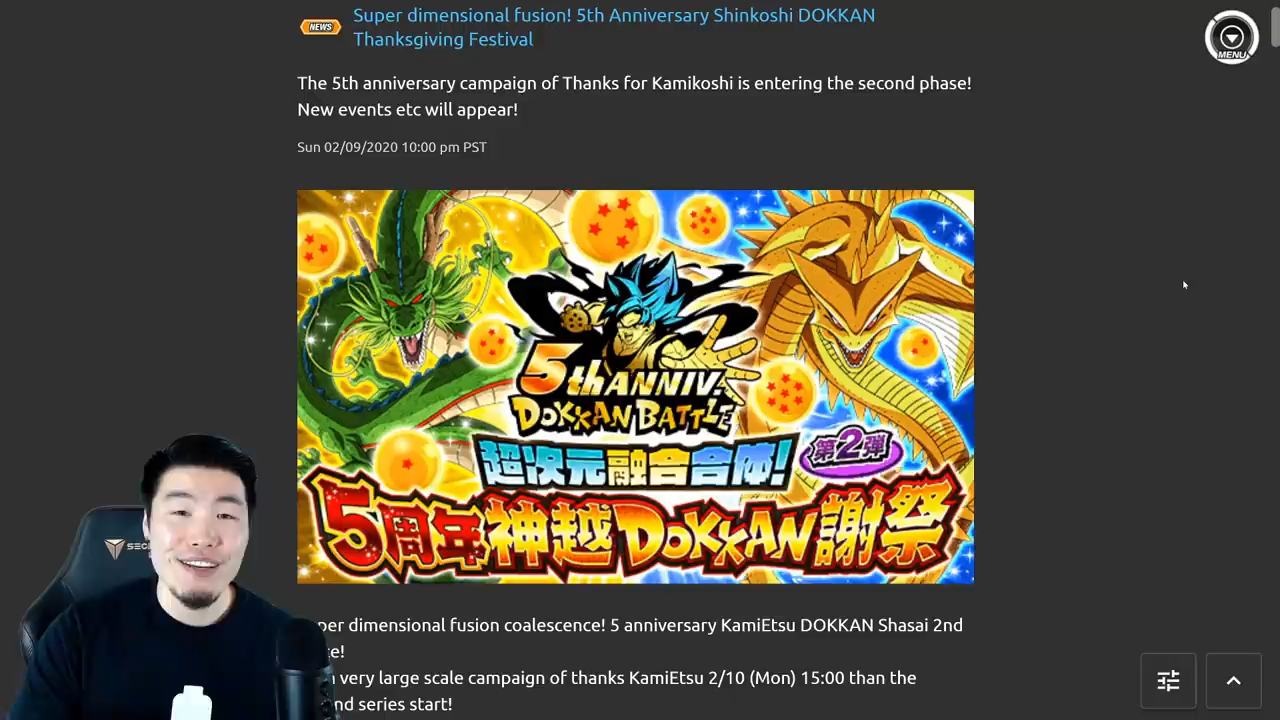 NEWS
Super dimensional fusion! 5th Anniversary Shinkoshi DOKKAN
Thanksgiving Festival
MENU
The 5th anniversary campaign of Thanks for Kamikoshi is entering the second phase!
New events etc will appear!
Sun 02/09/2020 10:00 pm PST
5th ANNIV.
DOKKAN BATTLE
超次元融合合体!
第2弾
5周年神越DOKKAN謝祭
per dimensional fusion coalescence! 5 anniversary KamiEtsu DOKKAN Shasai 2nd
e!
very large scale campaign of thanks KamiEtsu 2/10 (Mon) 15:00 than the
nd series start!